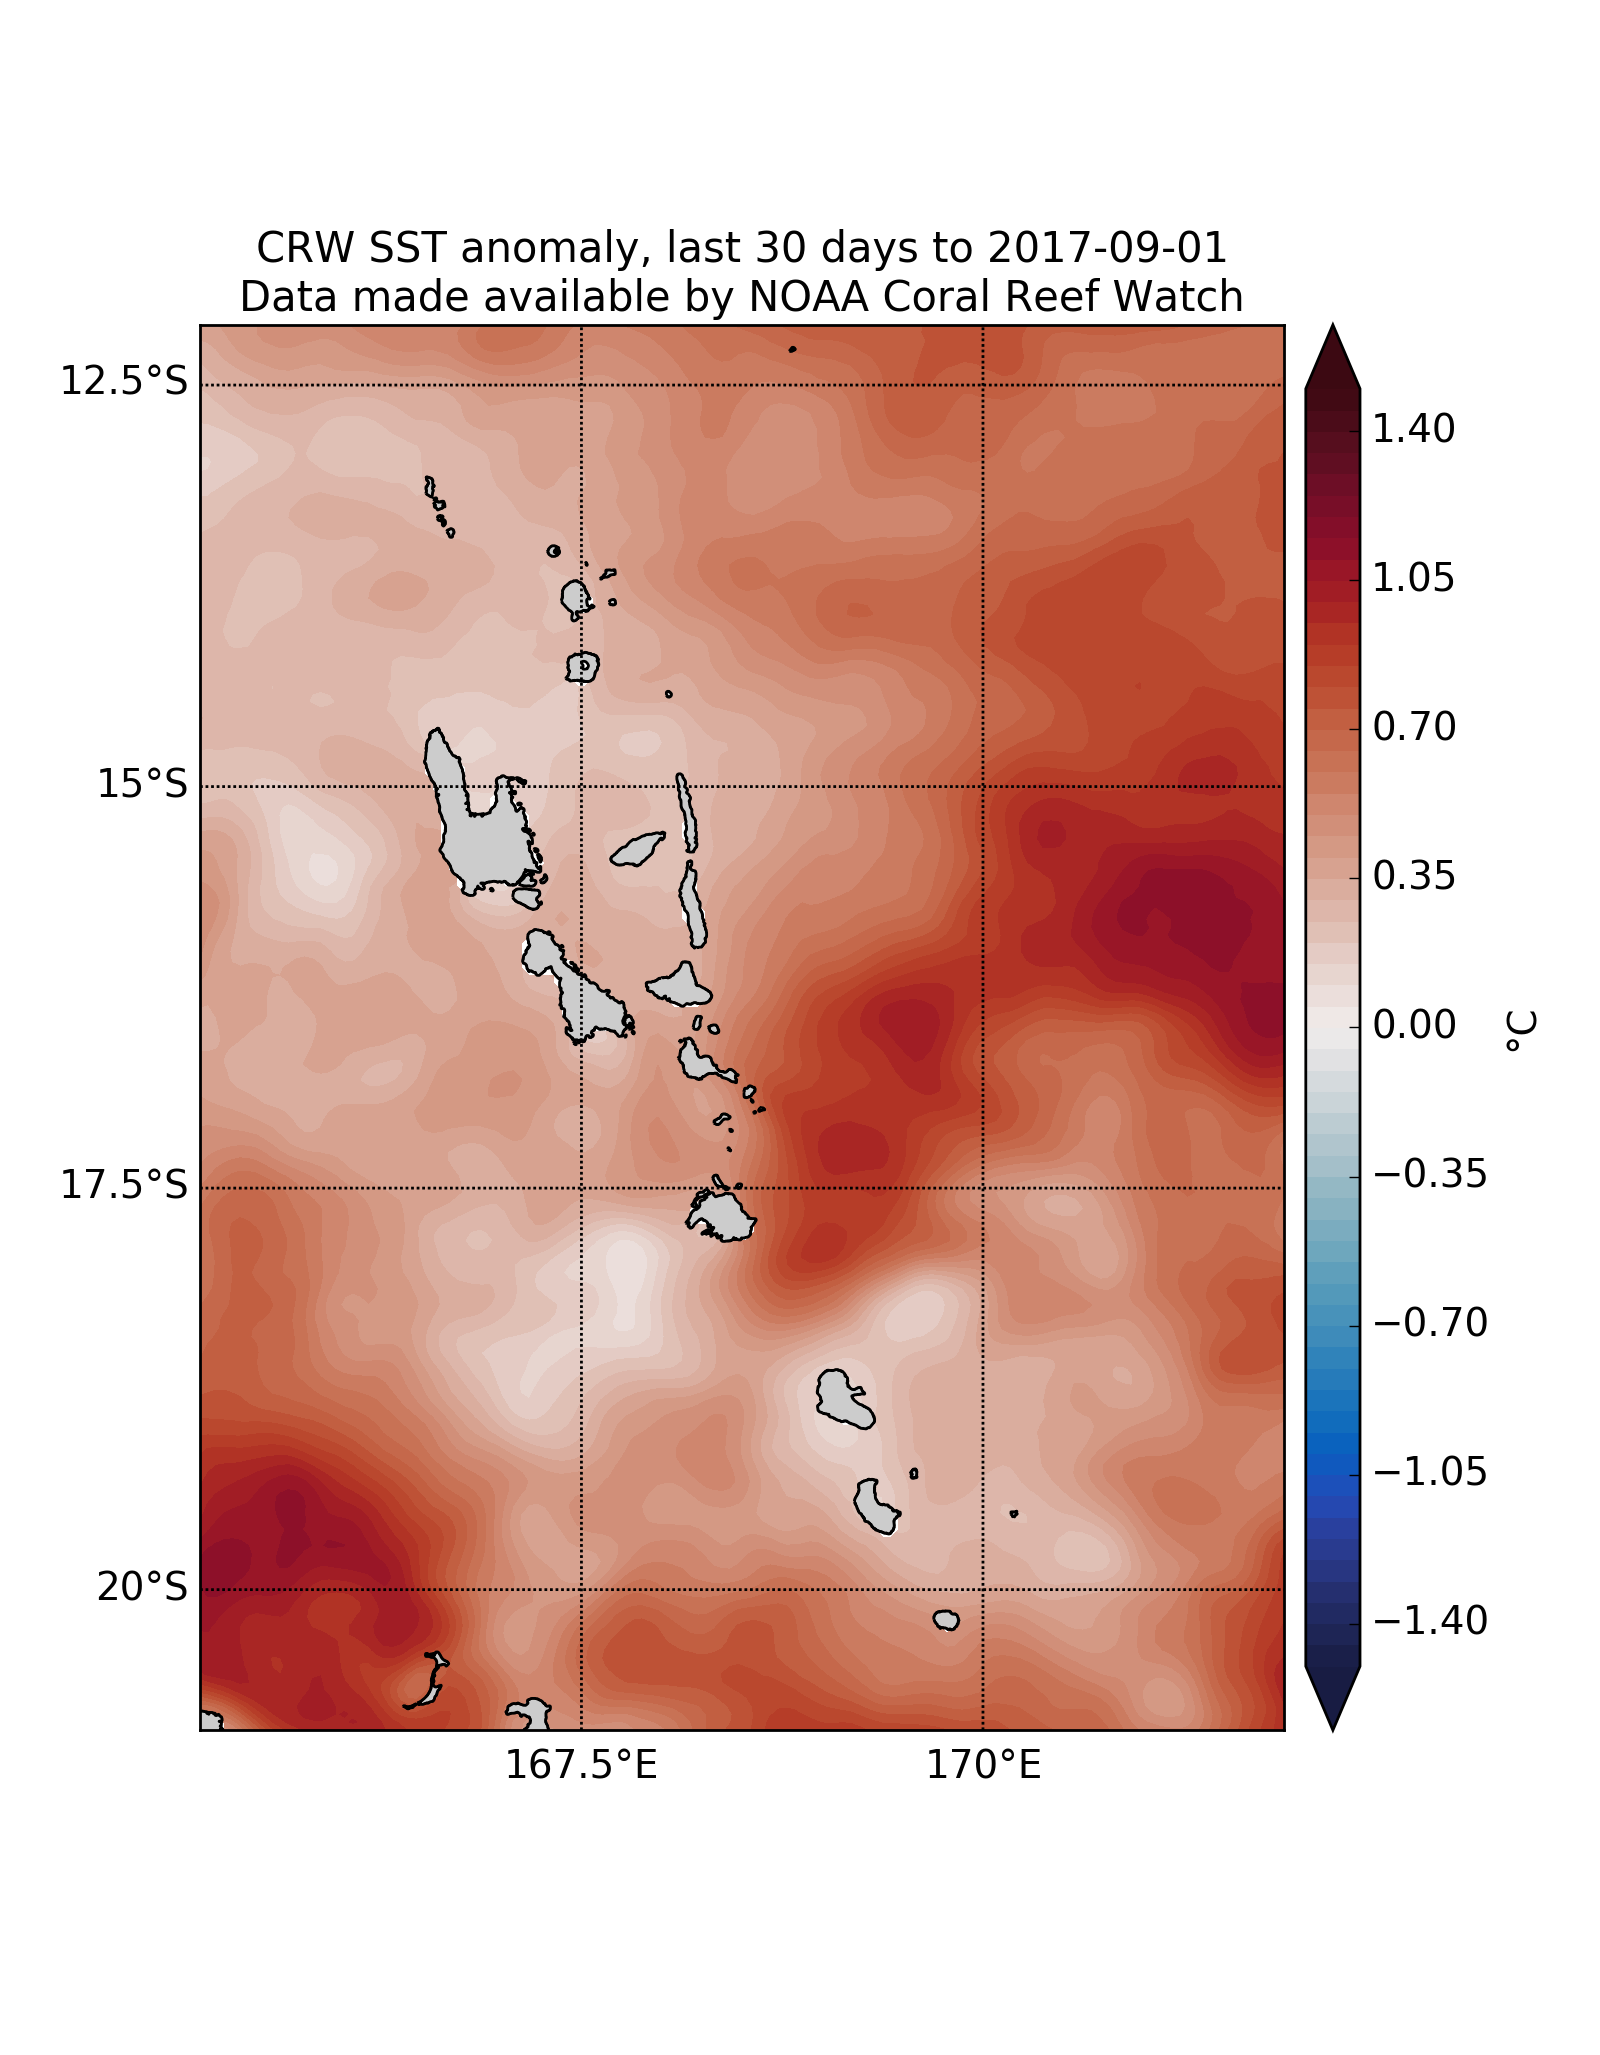 CRW SST anomaly, last 30 days to 2017-09-01
Data made available by NOAA Coral Reef Watch
12.5°S
15°S
17.5°S
20°S
167.5°E
170°E
1.40
1.05
0.70
0.35
0.00
−0.35
−0.70
−1.05
−1.40
°C